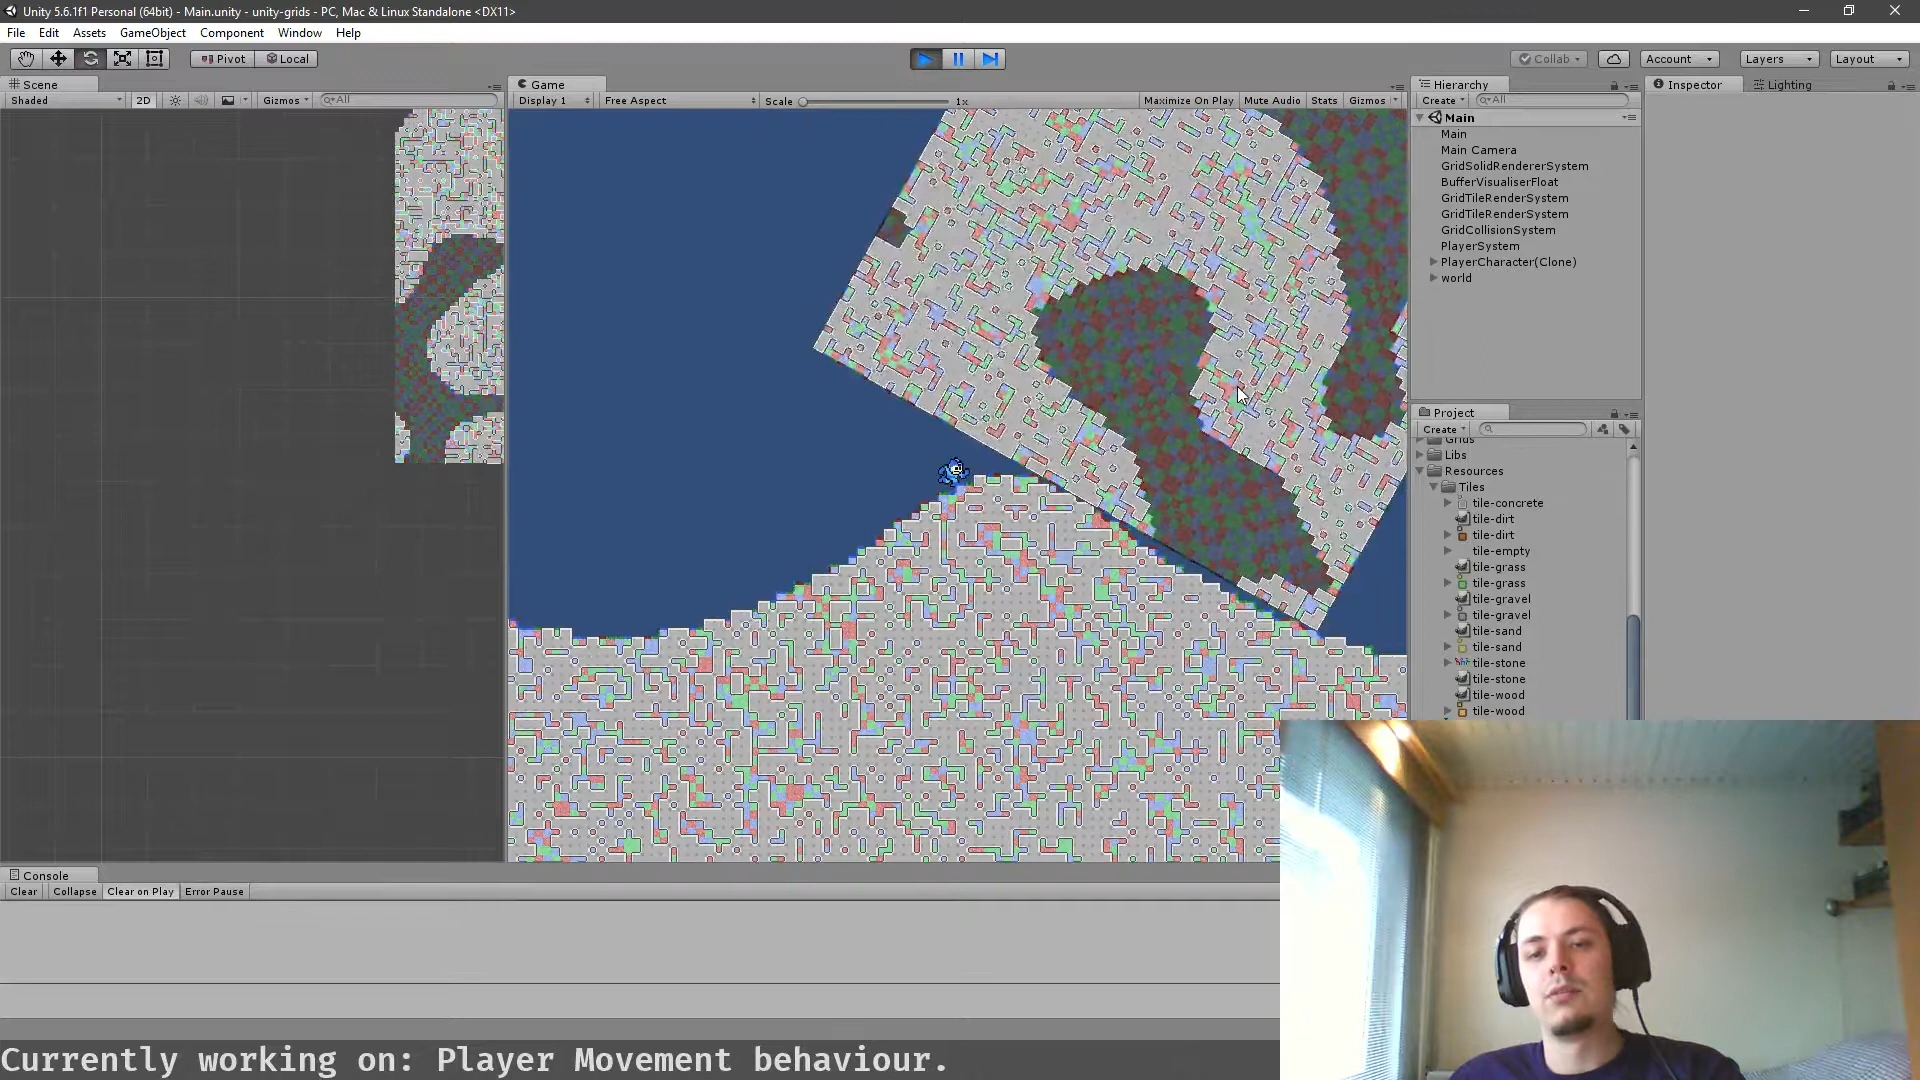 Unity 5.6.1f1 Personal (64bit) - Main.unity - unity-grids - PC, Mac & Linux Standalone <DX11>
File Edit Assets GameObject Component Window Help
Pivot Local Collab Account Layers Layout
Scene
Shaded 2D Gizmos All
Game
Display 1 Free Aspect Scale 1x Maximize On Play Mute Audio Stats Gizmos
Hierarchy
Create All
Main
Main
Main Camera
GridSolidRendererSystem
BufferVisualiserFloat
GridTileRenderSystem
GridTileRenderSystem
GridCollisionSystem
PlayerSystem
PlayerCharacter(Clone)
world
Inspector Lighting
Project
Create
Grids
Libs
Resources
Tiles
tile-concrete
tile-dirt
tile-dirt
tile-empty
tile-grass
tile-grass
tile-gravel
tile-gravel
tile-sand
tile-sand
tile-stone
tile-stone
tile-wood
tile-wood
Console
Clear Collapse Clear on Play Error Pause
Currently working on: Player Movement behaviour.